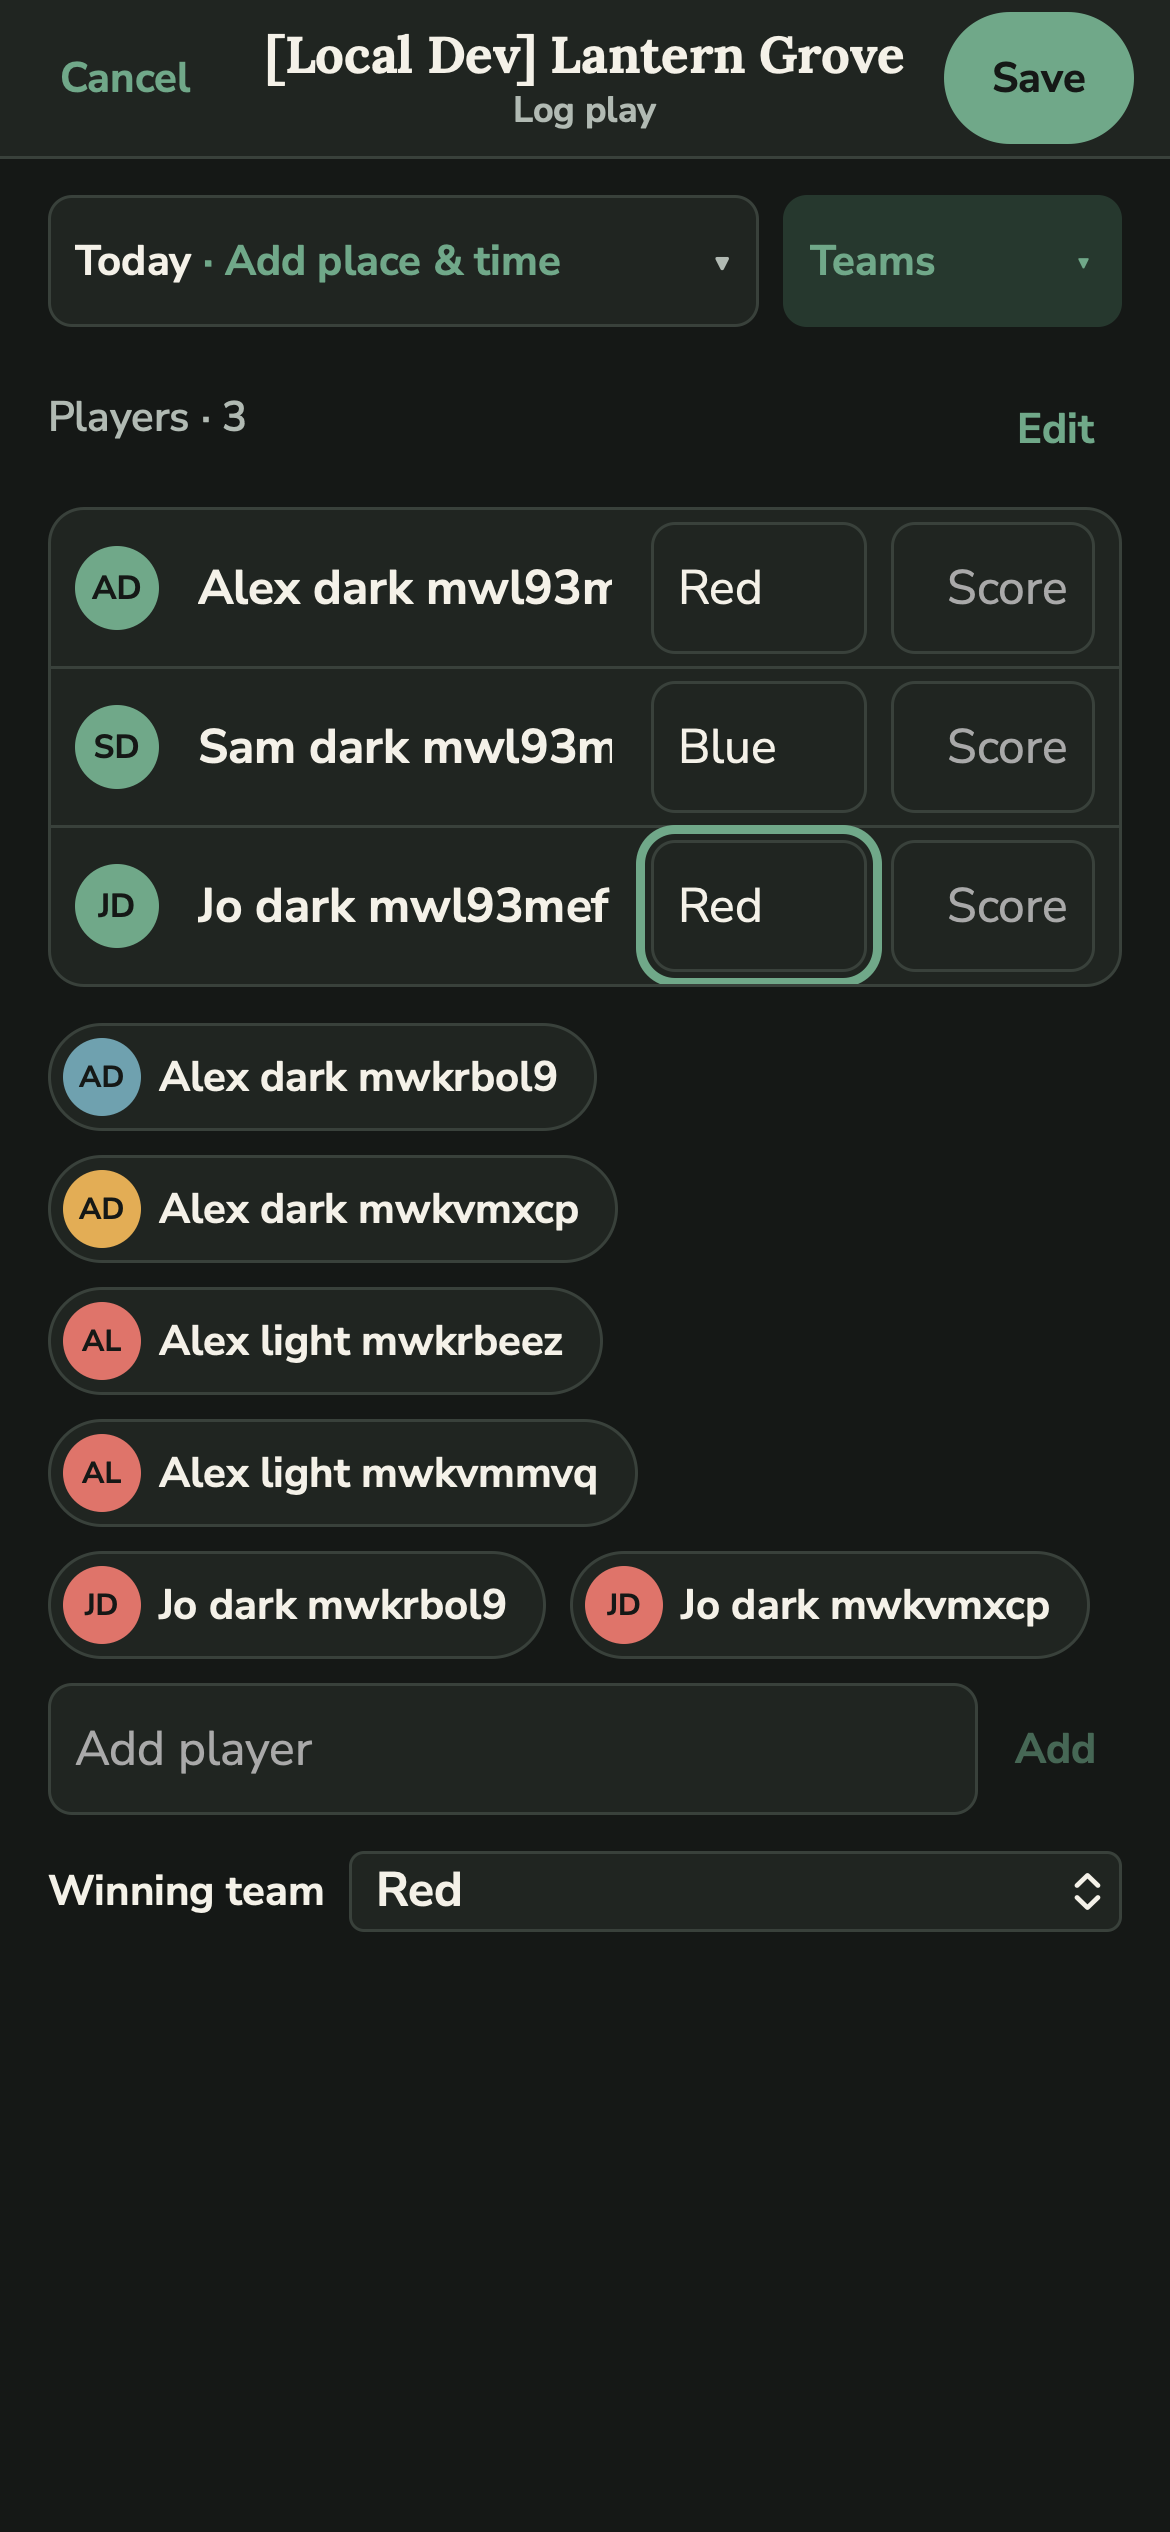 Cancel
[Local Dev] Lantern Grove
Log play
Save
Today · Add place & time
Teams
Players · 3
Edit
AD Alex dark mwl93m Red Score
SD Sam dark mwl93m Blue Score
JD Jo dark mwl93mef Red Score
AD Alex dark mwkrbol9
AD Alex dark mwkvmxcp
AL Alex light mwkrbeez
AL Alex light mwkvmmvq
JD Jo dark mwkrbol9
JD Jo dark mwkvmxcp
Add player
Add
Winning team Red